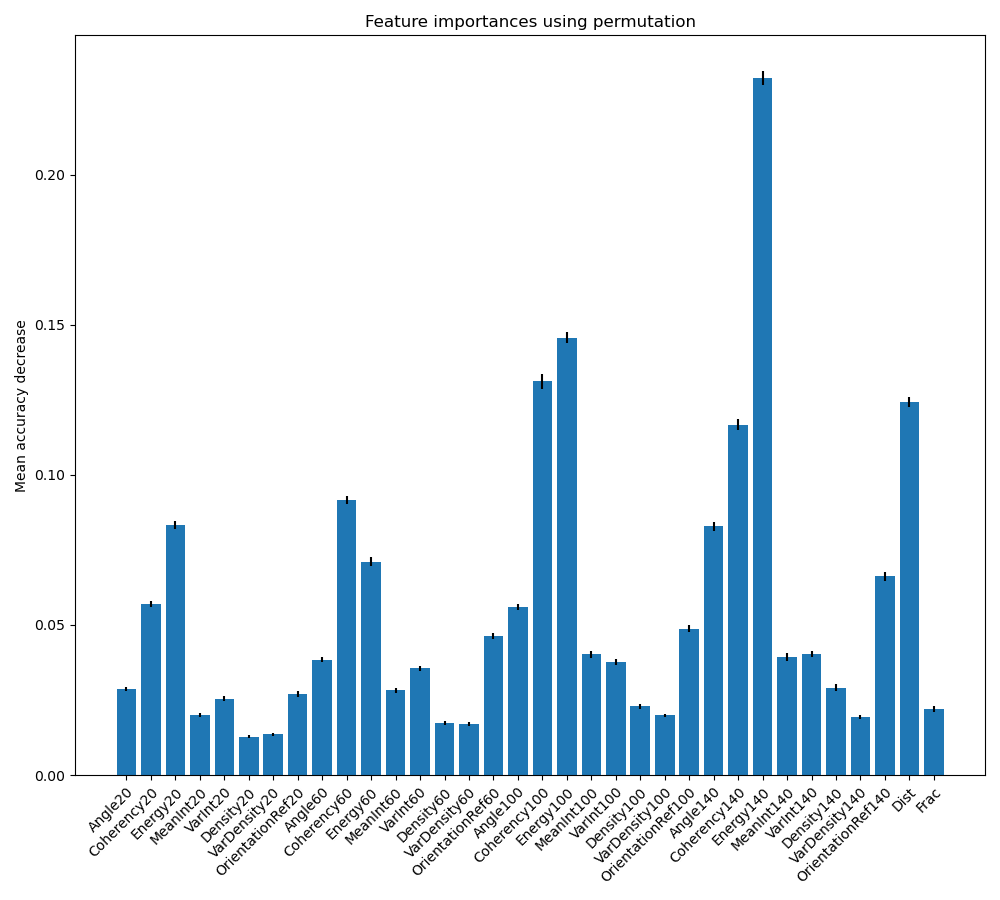 Feature importances using permutation
Mean accuracy decrease
0.20
0.15
0.10
0.05
0.00
Angle20
Coherency20
Energy20
MeanInt20
VarInt20
Density20
VarDensity20
OrientationRef20
Angle60
Coherency60
Energy60
MeanInt60
VarInt60
Density60
VarDensity60
OrientationRef60
Angle100
Coherency100
Energy100
MeanInt100
VarInt100
Density100
VarDensity100
OrientationRef100
Angle140
Coherency140
Energy140
MeanInt140
VarInt140
Density140
VarDensity140
OrientationRef140
Dist
Frac